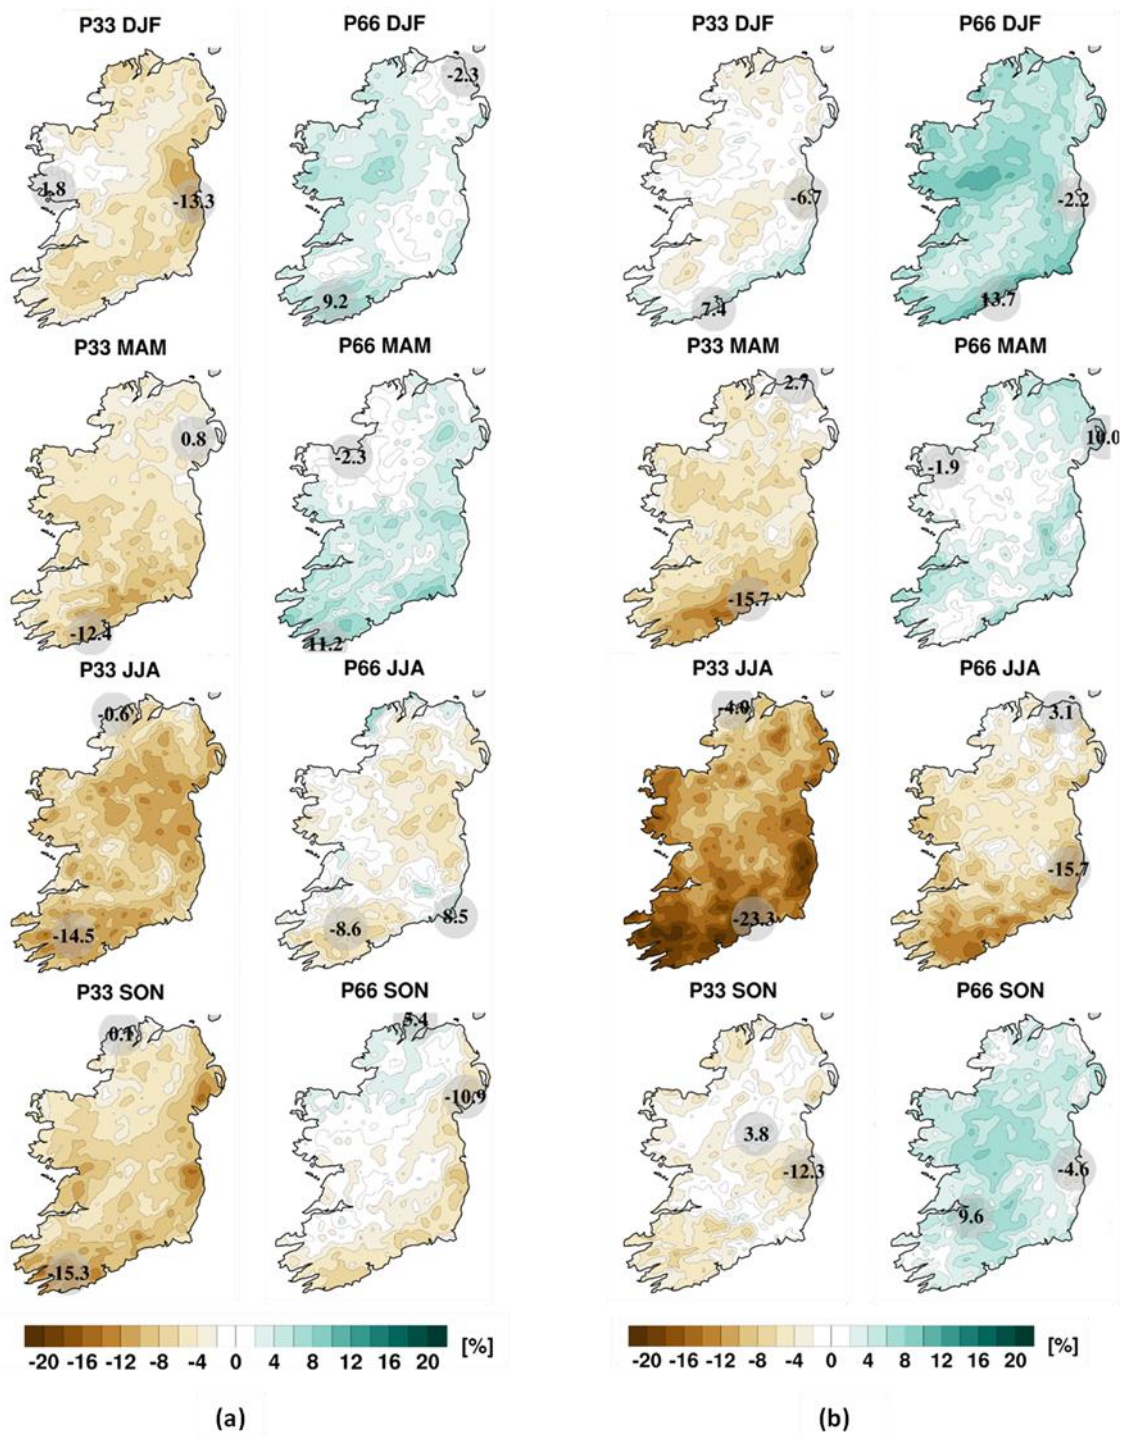 P33 DJF P66 DJF P33 DJF P66 DJF
-2.3
1.8 -13.3 -6.7 -2.2
9.2 7.4 13.7
P33 MAM P66 MAM P33 MAM P66 MAM
2.7
0.8 -2.3 -1.9 10.0
-12.4 11.2 -15.7
P33 JJA P66 JJA P33 JJA P66 JJA
-0.6 -4.0 3.1
-15.7
-14.5 -8.6 8.5 -23.3
P33 SON P66 SON P33 SON P66 SON
0.1 5.4
-10.9 3.8
-12.3 -4.6
9.6
-15.3
-20 -16 -12 -8 -4 0 4 8 12 16 20 [%] -20 -16 -12 -8 -4 0 4 8 12 16 20 [%]
(a) (b)